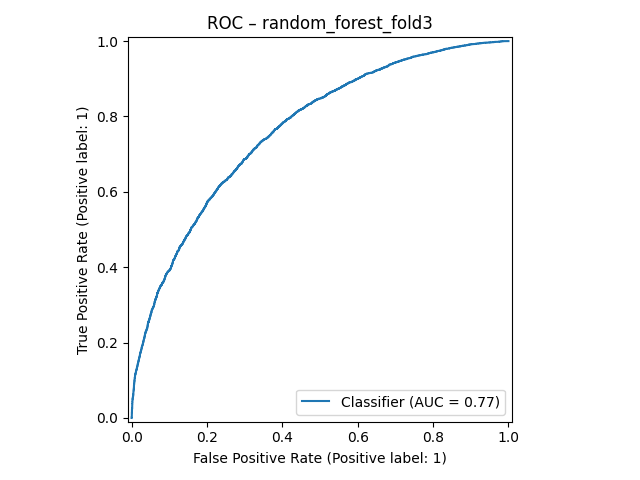 ROC – random_forest_fold3
True Positive Rate (Positive label: 1)
1.0
0.8
0.6
0.4
0.2
0.0
Classifier (AUC = 0.77)
0.0 0.2 0.4 0.6 0.8 1.0
False Positive Rate (Positive label: 1)